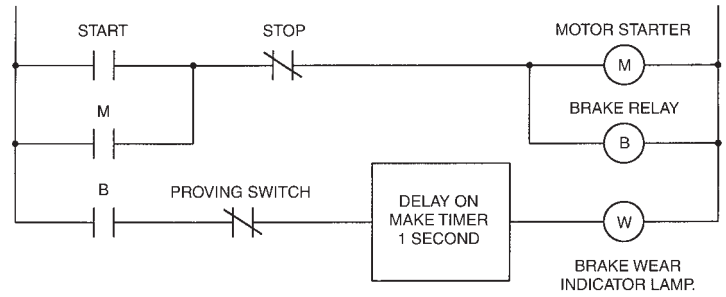 START
STOP
MOTOR STARTER
M
M
BRAKE RELAY
B
B
PROVING SWITCH
DELAY ON
MAKE TIMER
1 SECOND
W
BRAKE WEAR
INDICATOR LAMP.